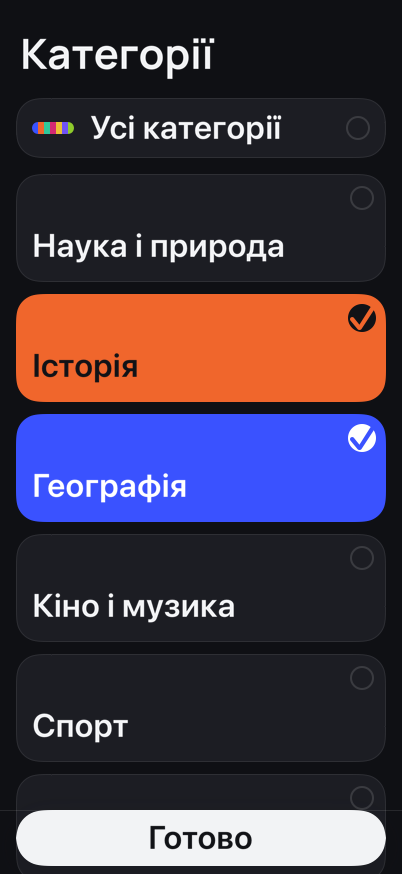 Категорії
Усі категорії
Наука і природа
Історія
Географія
Кіно і музика
Спорт
Готово